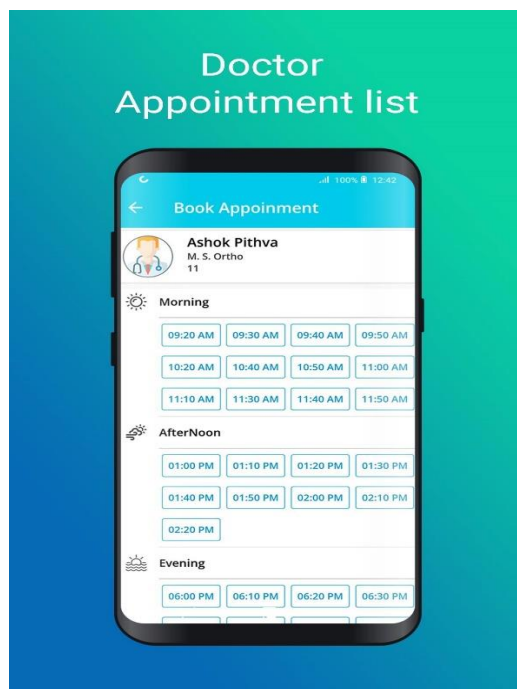 Doctor
Appointment list
100% 12:42
Book Appoinment
Ashok Pithva
M. S. Ortho
11
Morning
09:20 AM 09:30 AM 09:40 AM 09:50 AM
10:20 AM 10:40 AM 10:50 AM 11:00 AM
11:10 AM 11:30 AM 11:40 AM 11:50 AM
AfterNoon
01:00 PM 01:10 PM 01:20 PM 01:30 PM
01:40 PM 01:50 PM 02:00 PM 02:10 PM
02:20 PM
Evening
06:00 PM 06:10 PM 06:20 PM 06:30 PM